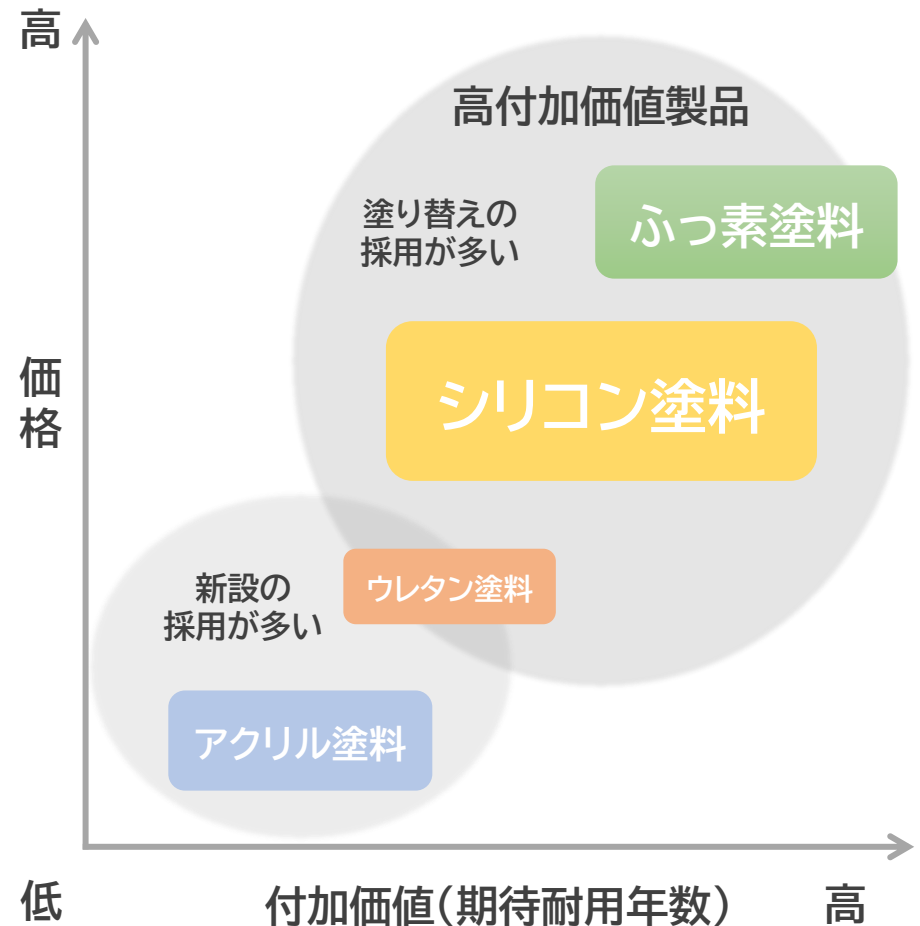 高
高付加価値製品
塗り替えの
採用が多い
ふっ素塗料
価
格
シリコン塗料
新設の
採用が多い
ウレタン塗料
アクリル塗料
低
付加価値(期待耐用年数)
高